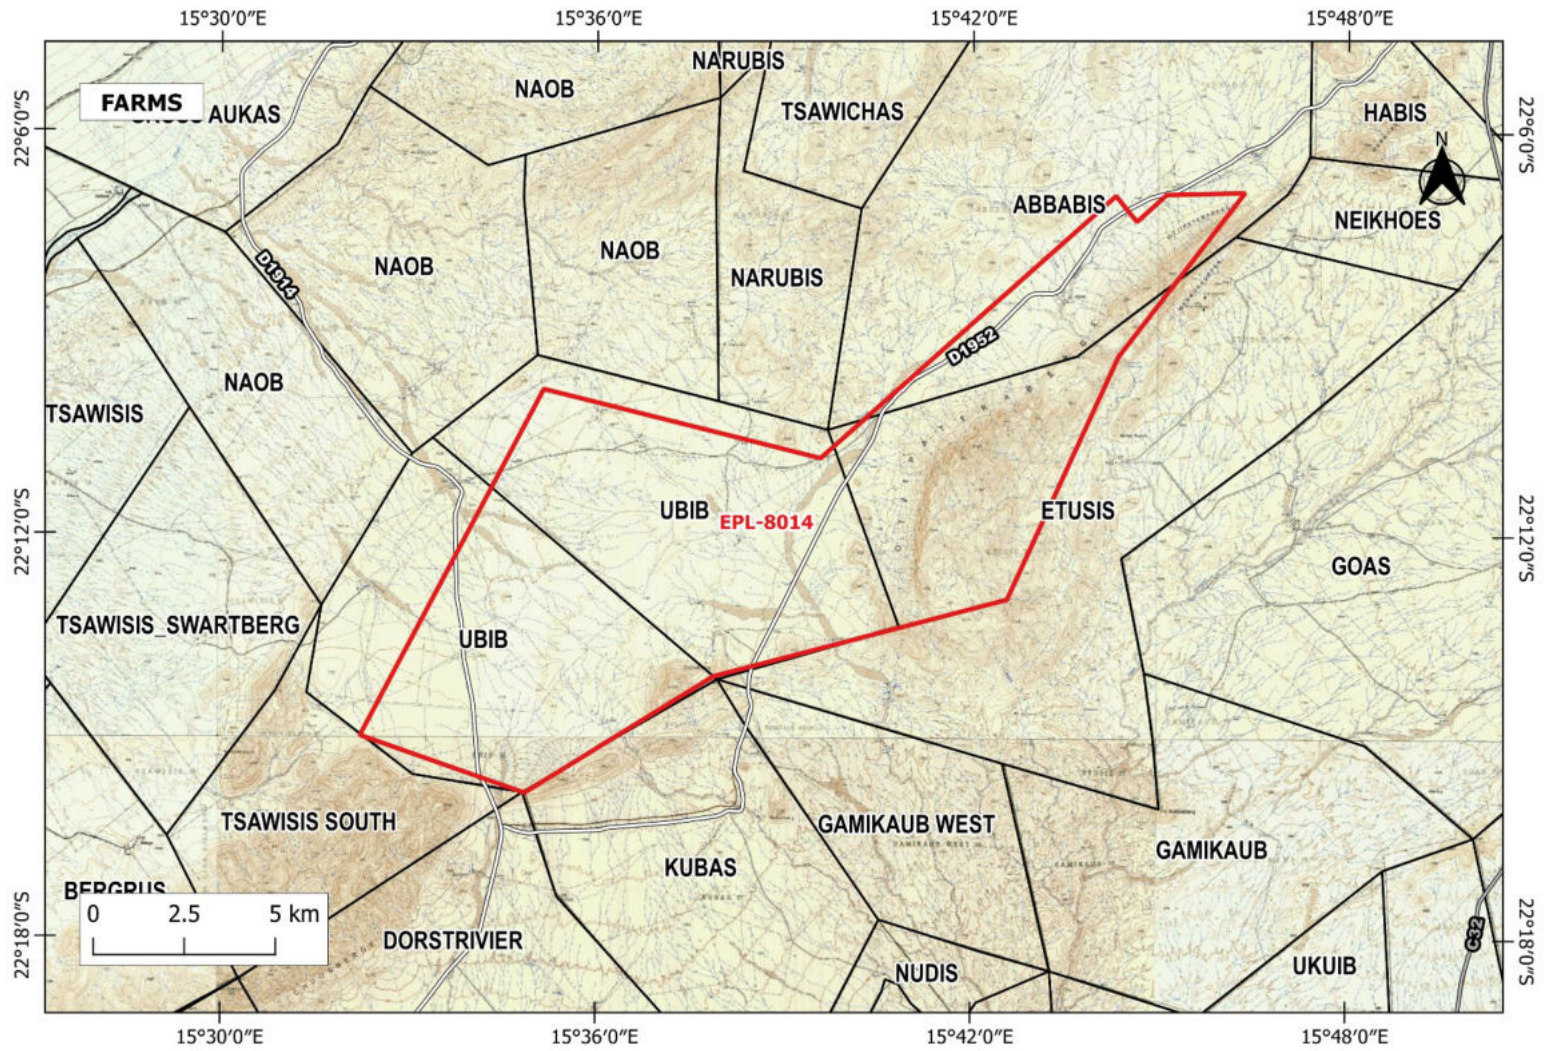 15°30′0″E
15°36′0″E
15°42′0″E
15°48′0″E
NARUBIS
NAOB
FARMS
AUKAS
TSAWICHAS
HABIS
22°6′0″S
22°6′0″S
N
ABBABIS
NEIKHOES
NAOB
NAOB
NARUBIS
D1914
D1952
NAOB
TSAWISIS
UBIB
EPL-8014
ETUSIS
22°12′0″S
22°12′0″S
GOAS
TSAWISIS_SWARTBERG
UBIB
TSAWISIS SOUTH
GAMIKAUB WEST
GAMIKAUB
KUBAS
BERGRUS
0 2.5 5 km
DORSTRIVIER
C32
NUDIS
UKUIB
22°18′0″S
22°18′0″S
15°30′0″E
15°36′0″E
15°42′0″E
15°48′0″E